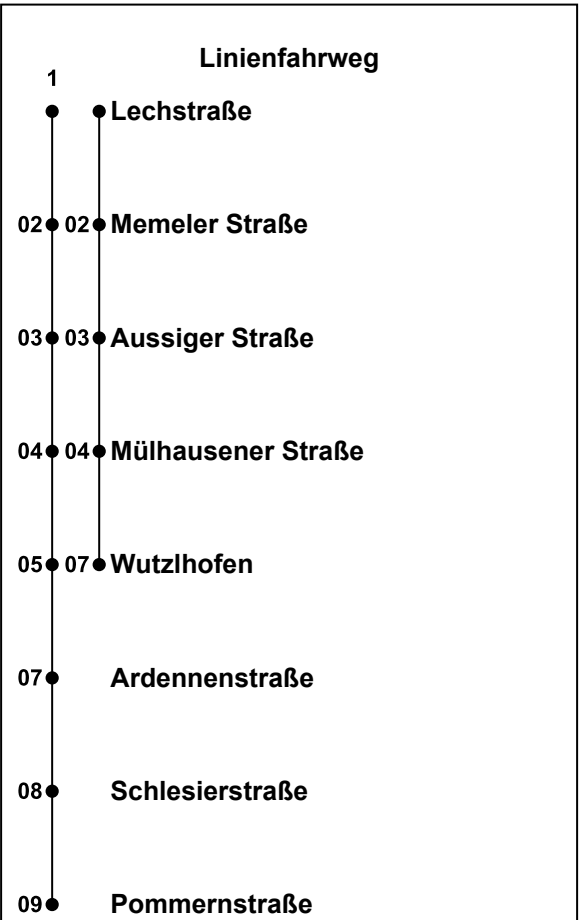 Linienfahrweg
1
Lechstraße
02 02 Memeler Straße
03 03 Aussiger Straße
04 04 Mülhausener Straße
05 07 Wutzlhofen
07 Ardennenstraße
08 Schlesierstraße
09 Pommernstraße